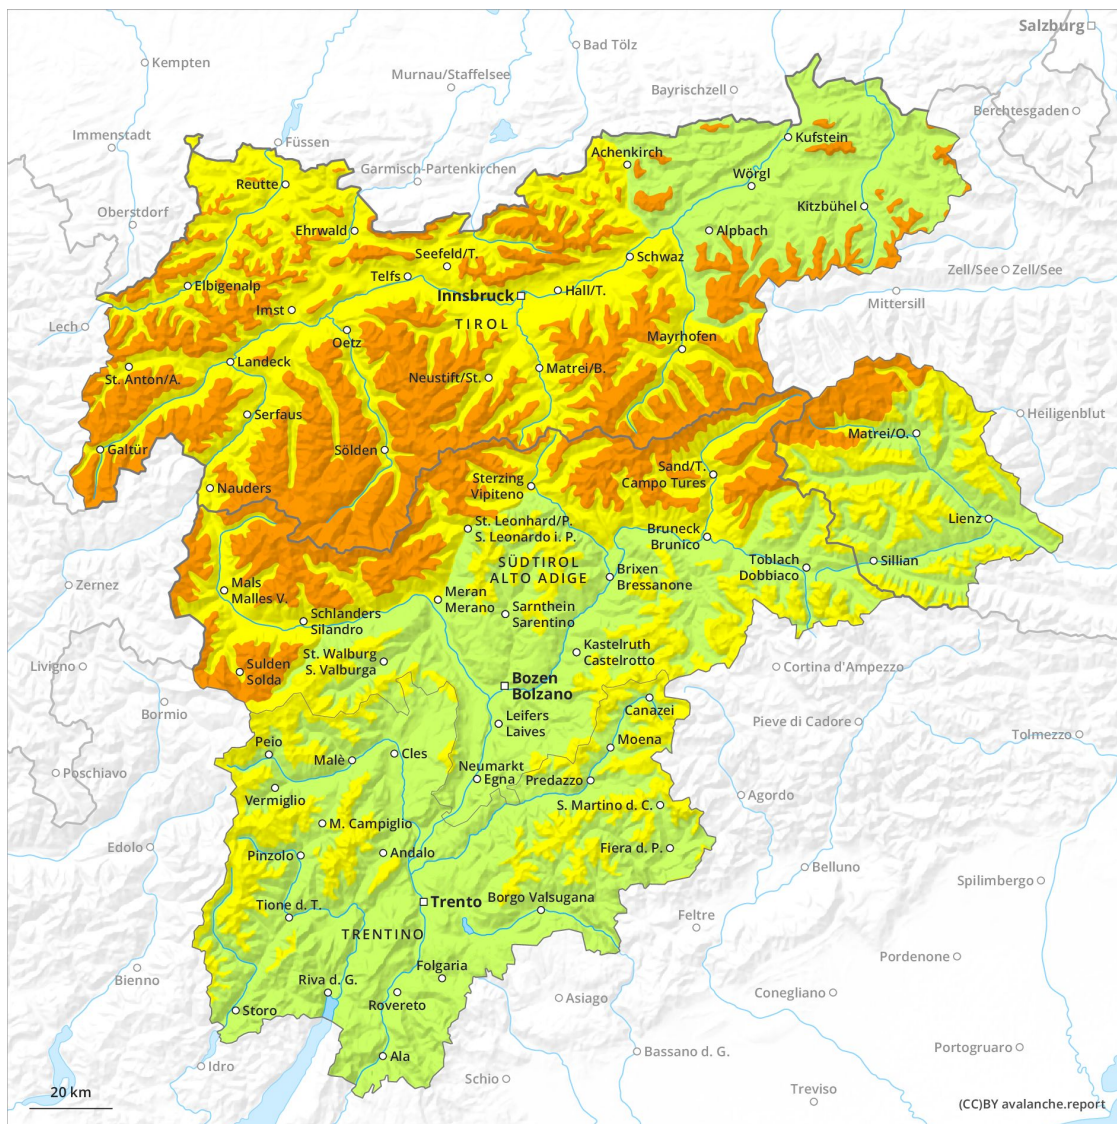 Salzburg
Bad Tölz
Kempten
Murnau/Staffelsee
Bayrischzell
Berchtesgaden
Immenstadt
Füssen
Kufstein
Achenkirch
Garmisch-Partenkirchen
Wörgl
Reutte
Kitzbühel
Oberstdorf
Ehrwald
Alpbach
Seefeld/T.
Schwaz
Zell/See
Zell/See
Telfs
Elbigenalp
Hall/T.
Innsbruck
Mittersill
Imst
TIROL
Lech
Oetz
Mayrhofen
Landeck
Matrei/B.
St. Anton/A.
Neustift/St.
Serfaus
Heiligenblut
Matrei/O.
Galtür
Sölden
Sand/T.
Campo Tures
Sterzing
Vipiteno
Nauders
Lienz
St. Leonhard/P.
S. Leonardo i. P.
Bruneck
Brunico
SÜDTIROL
ALTO ADIGE
Toblach
Dobbiaco
Sillian
Brixen
Bressanone
Zernez
Mals
Malles V.
Meran
Merano
Sarnthein
Sarentino
Schlanders
Silandro
Kastelruth
Castelrotto
St. Walburg
S. Valburga
Livigno
Sulden
Solda
Cortina d'Ampezzo
Bozen
Bolzano
Bormio
Canazei
Leifers
Laives
Pieve di Cadore
Tolmezzo
Peio
Moena
Cles
Malè
Neumarkt
Egna
Predazzo
Poschiavo
Vermiglio
Agordo
S. Martino d. C.
M. Campiglio
Edolo
Pinzolo
Andalo
Fiera d. P.
Belluno
Spilimbergo
Trento
Borgo Valsugana
Tione d. T.
Feltre
TRENTINO
Pordenone
Folgaria
Bienno
Riva d. G.
Rovereto
Asiago
Conegliano
Storo
Portogruaro
Ala
Bassano d. G.
Idro
Schio
Treviso
20 km
(CC)BY avalanche.report